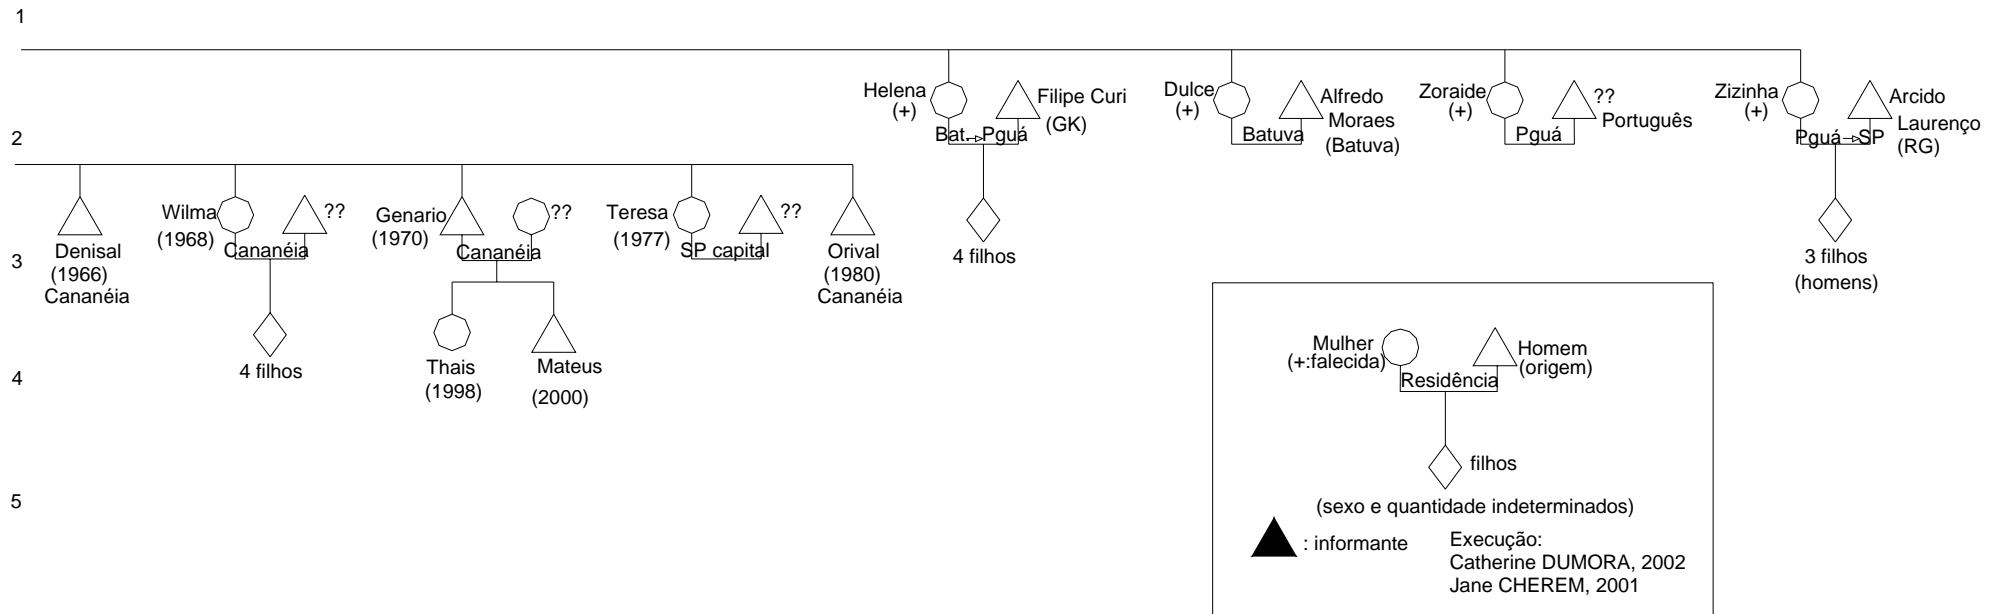 1
Helena
(+)
Filipe Curi
(GK)
Bat. Pguá
Dulce
(+)
Alfredo
Moraes
(Batuva)
Batuva
Zoraide
(+)
??
Português
Pguá
Zizinha
(+)
Arcido
Laurenço
(RG)
Pguá SP
2
4 filhos
3 filhos
(homens)
Denisal
(1966)
Cananéia
Wilma
(1968)
??
Cananéia
Genario
(1970)
??
Cananéia
Teresa
(1977)
??
SP capital
Orival
(1980)
Cananéia
3
4 filhos
Thais
(1998)
Mateus
(2000)
4
5
Mulher
(+:falecida)
Homem
(origem)
Residência
filhos
(sexo e quantidade indeterminados)
: informante
Execução:
Catherine DUMORA, 2002
Jane CHEREM, 2001